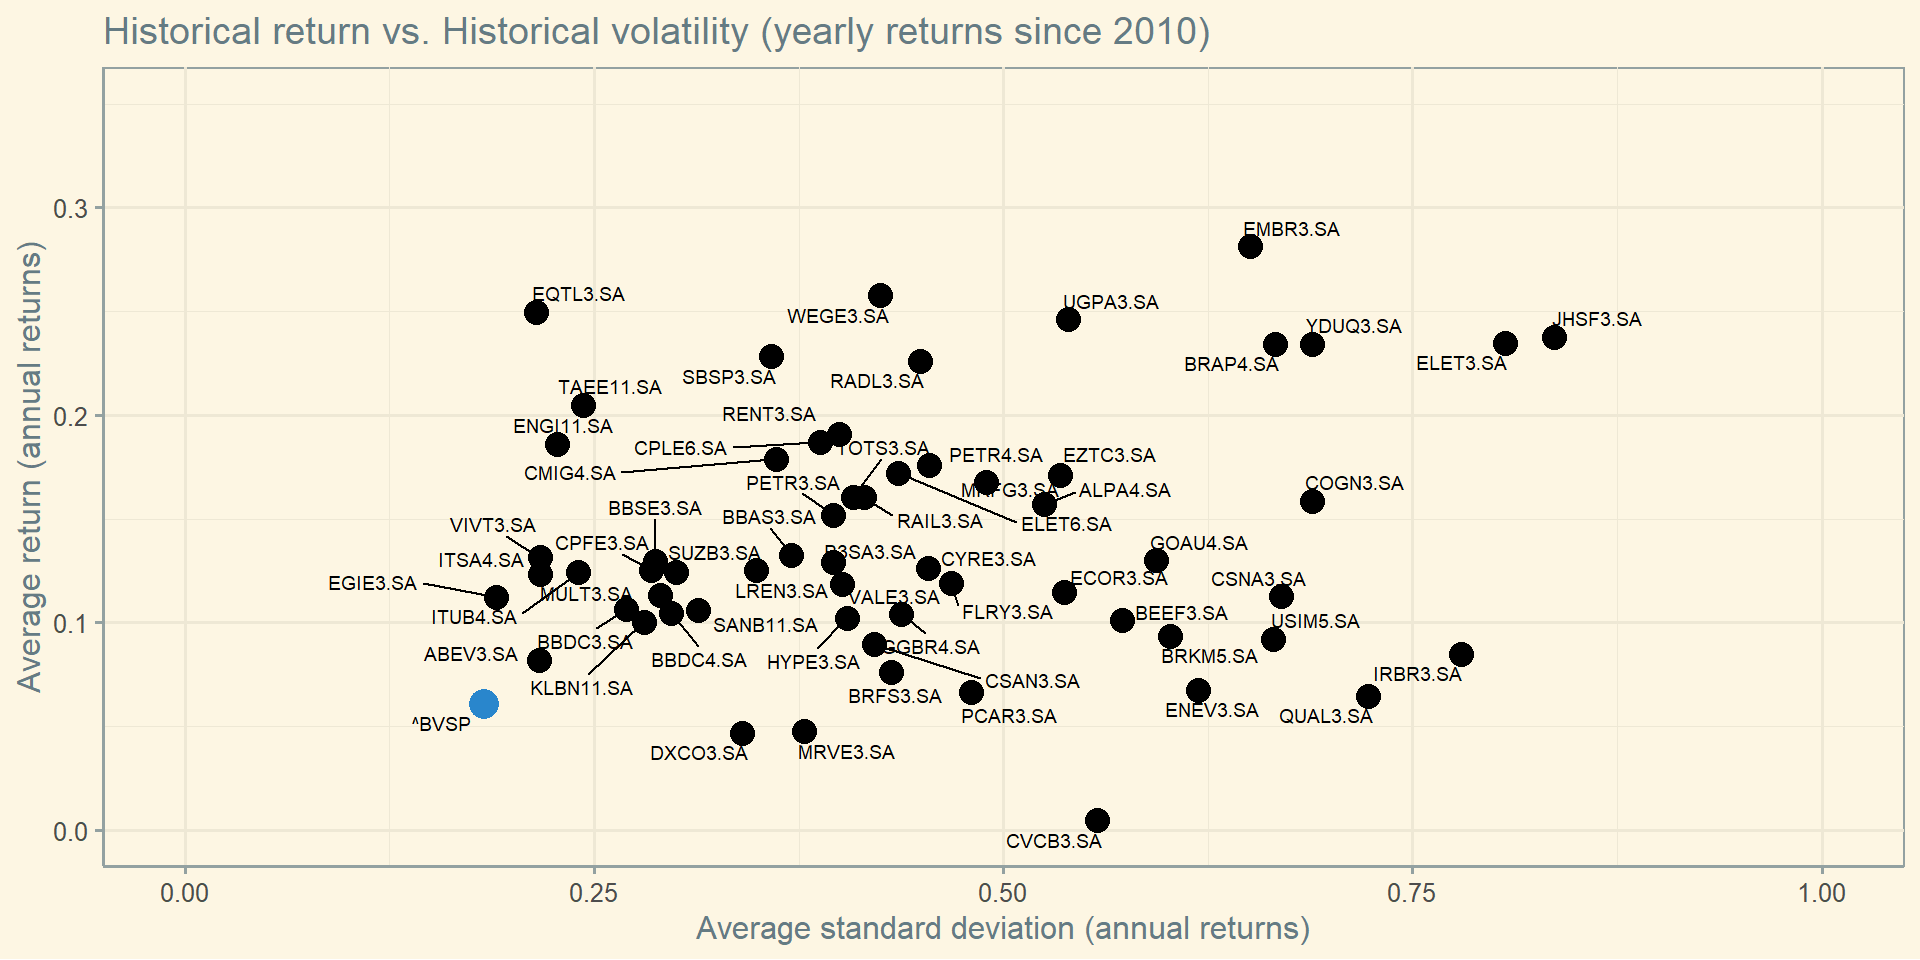 Historical return vs. Historical volatility (yearly returns since 2010)
Average return (annual returns)
0.3
0.2
0.1
0.0
EMBR3.SA
EQTL3.SA
UGPA3.SA
WEGE3.SA
JHSF3.SA
YDUQ3.SA
BRAP4.SA
ELET3.SA
SBSP3.SA
RADL3.SA
TAEE11.SA
RENT3.SA
ENGI11.SA
CPLE6.SA
TOTS3.SA
PETR4.SA
EZTC3.SA
CMIG4.SA
PETR3.SA
MRFG3.SA
ALPA4.SA
COGN3.SA
BBSE3.SA
BBAS3.SA
RAIL3.SA
ELET6.SA
VIVT3.SA
CPFE3.SA
SUZB3.SA
B3SA3.SA
CYRE3.SA
GOAU4.SA
ITSA4.SA
EGIE3.SA
MULT3.SA
LREN3.SA
VALE3.SA
ECOR3.SA
CSNA3.SA
ITUB4.SA
SANB11.SA
FLRY3.SA
BEEF3.SA
USIM5.SA
BBDC3.SA
GGBR4.SA
ABEV3.SA
BBDC4.SA
HYPE3.SA
BRKM5.SA
KLBN11.SA
BRFS3.SA
CSAN3.SA
IRBR3.SA
^BVSP
PCAR3.SA
ENEV3.SA
QUAL3.SA
DXCO3.SA
MRVE3.SA
CVCB3.SA
0.00
0.25
0.50
0.75
1.00
Average standard deviation (annual returns)